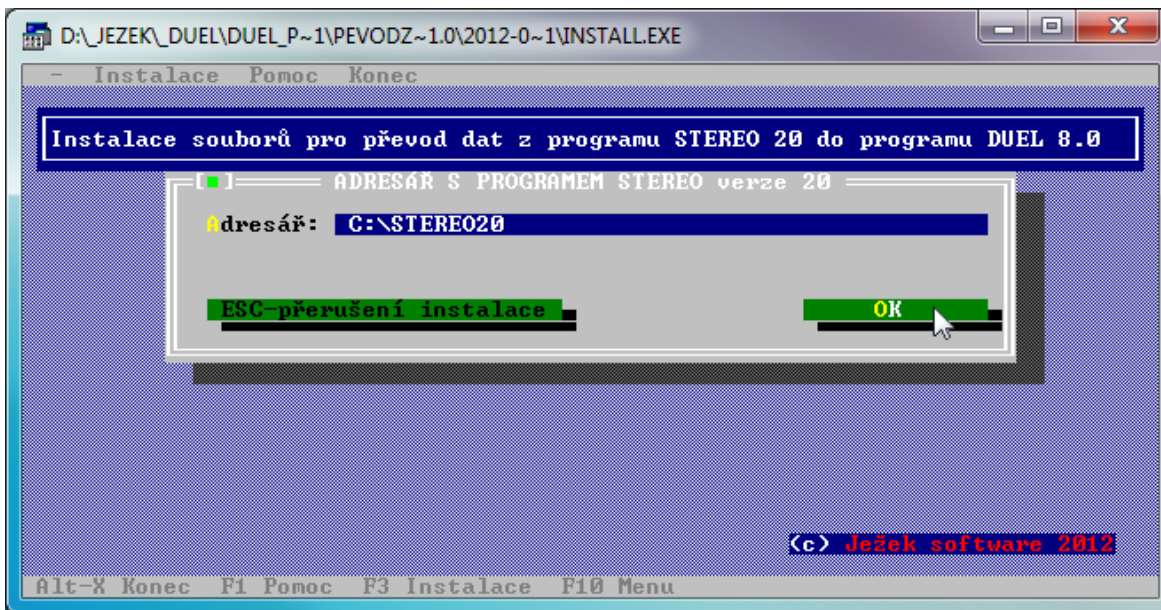 D:\_JEZEK\_DUEL\DUEL_P~1\PEVODZ~1.0\2012-0~1\INSTALL.EXE
- Instalace Pomoc Konec
Instalace souborů pro převod dat z programu STEREO 20 do programu DUEL 8.0
ADRESÁŘ S PROGRAMEM STEREO verze 20
Adresář: C:\STEREO20
ESC-přerušení instalace OK
(c) Ježek software 2012
Alt-X Konec F1 Pomoc F3 Instalace F10 Menu